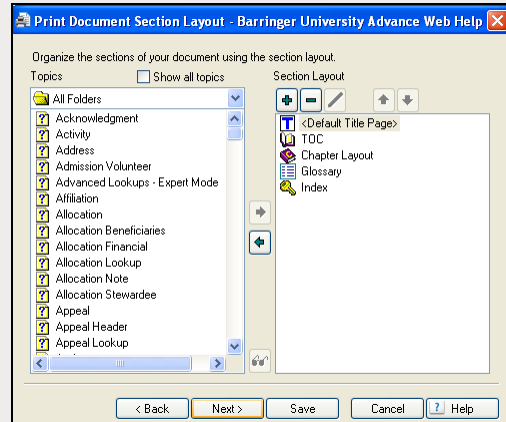 Print Document Section Layout - Barringer University Advance Web Help
Organize the sections of your document using the section layout.
Topics
Show all topics
Section Layout
All Folders
Acknowledgment
Activity
Address
Admission Volunteer
Advanced Lookups - Expert Mode
Affiliation
Allocation
Allocation Beneficiaries
Allocation Financial
Allocation Lookup
Allocation Note
Allocation Stewardee
Appeal
Appeal Header
Appeal Lookup
<Default Title Page>
TOC
Chapter Layout
Glossary
Index
< Back
Next >
Save
Cancel
? Help